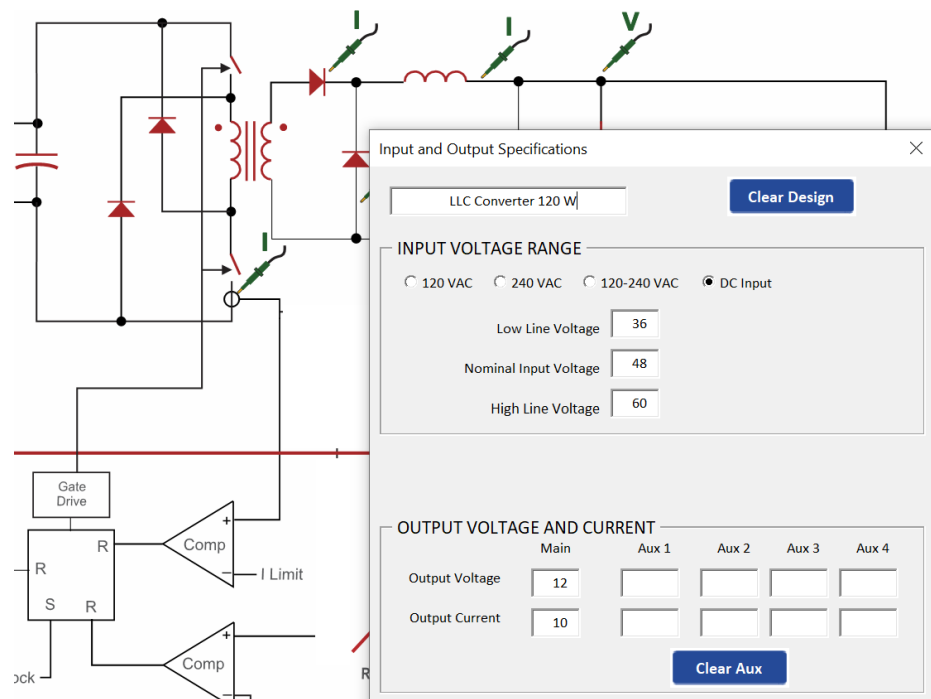 I
I
V
Input and Output Specifications
LLC Converter 120 W
Clear Design
INPUT VOLTAGE RANGE
120 VAC 240 VAC 120-240 VAC DC Input
Low Line Voltage 36
Nominal Input Voltage 48
High Line Voltage 60
I
Gate
Drive
R
R
S R
Comp
+
−
I Limit
Comp
+
−
ock
R
OUTPUT VOLTAGE AND CURRENT
Main Aux 1 Aux 2 Aux 3 Aux 4
Output Voltage 12
Output Current 10
Clear Aux